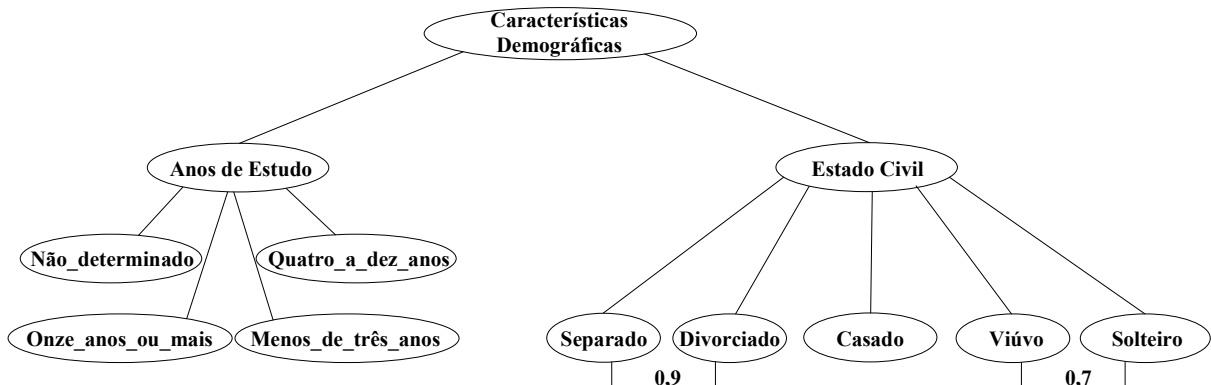 Características
Demográficas
Anos de Estudo
Estado Civil
Não_determinado
Quatro_a_dez_anos
Onze_anos_ou_mais
Menos_de_três_anos
Separado
Divorciado
Casado
Viúvo
Solteiro
0,9
0,7